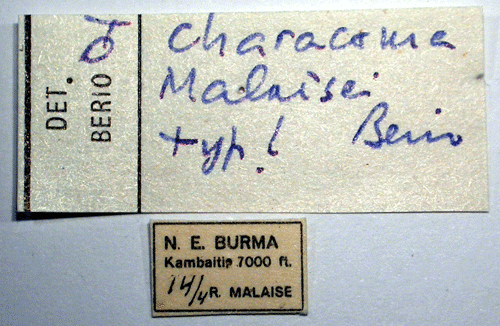 DET.
BERIO
♂ Characoma
Malaisei
typ! Berio
N. E. BURMA
Kambaiti 7000 ft.
14/4 R. MALAISE